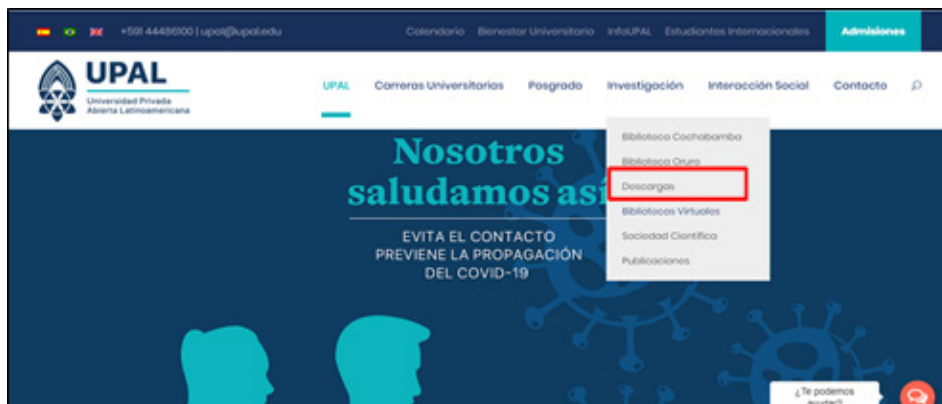 +591 44486100 | upal@upal.edu
Calendario Bienestar Universitario InfoUPAL Estudiantes Internacionales Admisiones
UPAL
Universidad Privada
Abierta Latinoamericana
UPAL Carreras Universitarias Posgrado Investigación Interacción Social Contacto
Biblioteca Cochabamba
Biblioteca Oruro
Descargas
Bibliotecas Virtuales
Sociedad Científica
Publicaciones
Nosotros
saludamos así
EVITA EL CONTACTO
PREVIENE LA PROPAGACIÓN
DEL COVID-19
¿Te podemos
ayudar?